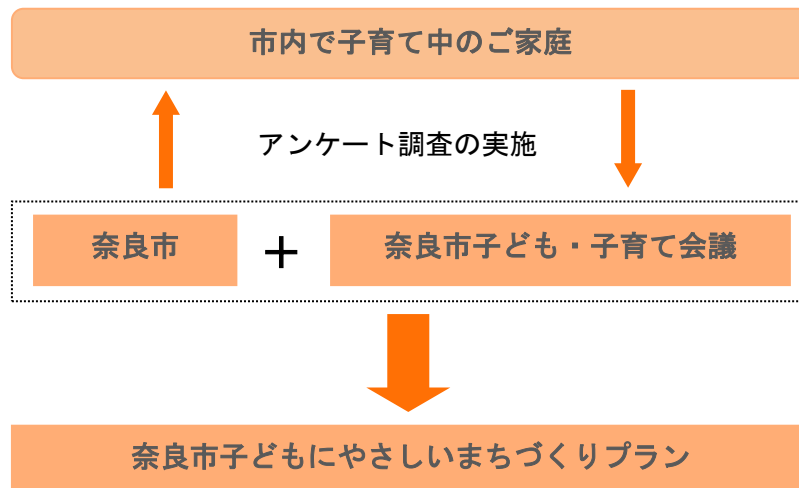 市内で子育て中のご家庭
アンケート調査の実施
奈良市
＋
奈良市子ども・子育て会議
奈良市子どもにやさしいまちづくりプラン